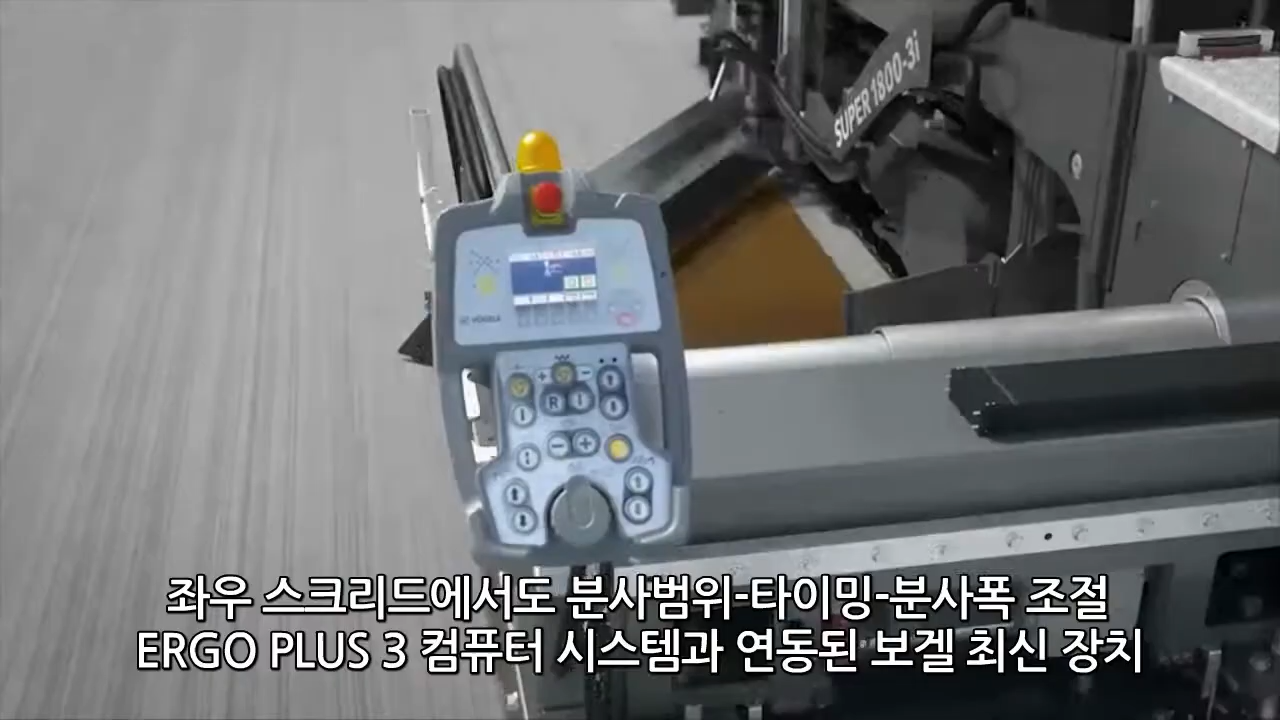 SUPER 1800-3i
VÖGELE
R
좌우 스크리드에서도 분사범위-타이밍-분사폭 조절
ERGO PLUS 3 컴퓨터 시스템과 연동된 보겔 최신 장치